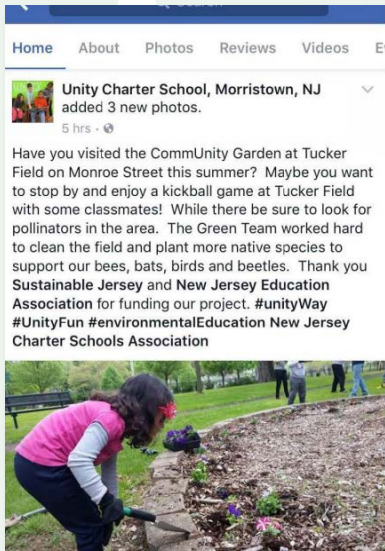 Home About Photos Reviews Videos
Unity Charter School, Morristown, NJ
added 3 new photos.
5 hrs ·
Have you visited the CommUnity Garden at Tucker
Field on Monroe Street this summer? Maybe you want
to stop by and enjoy a kickball game at Tucker Field
with some classmates! While there be sure to look for
pollinators in the area. The Green Team worked hard
to clean the field and plant more native species to
support our bees, bats, birds and beetles. Thank you
Sustainable Jersey and New Jersey Education
Association for funding our project. #unityWay
#UnityFun #environmentalEducation New Jersey
Charter Schools Association